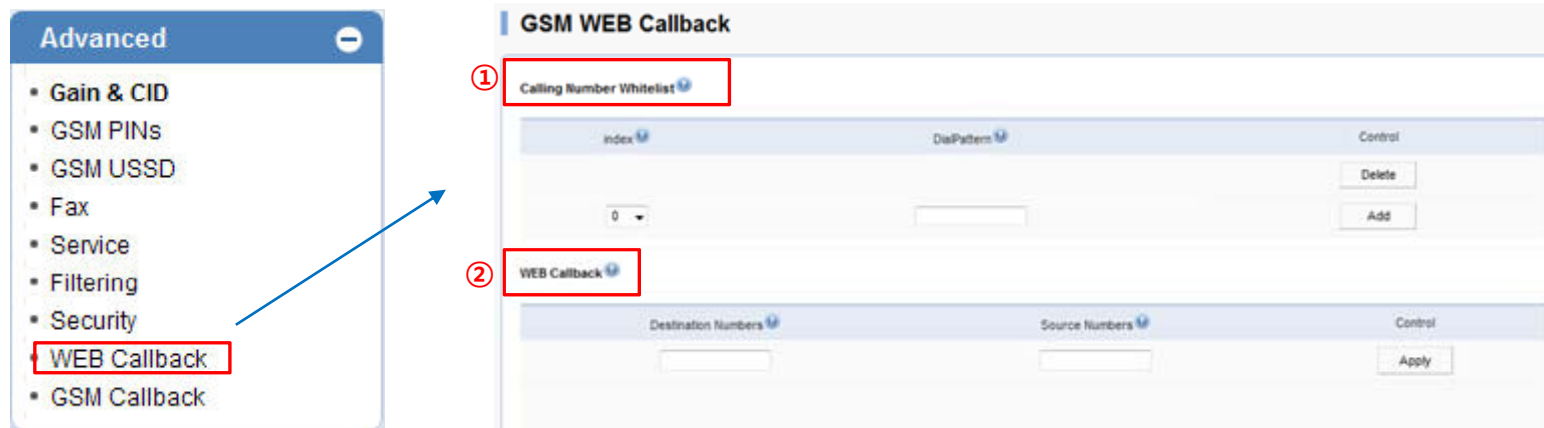 Advanced
Gain & CID
GSM PINs
GSM USSD
Fax
Service
Filtering
Security
WEB Callback
GSM Callback
GSM WEB Callback
①
Calling Number Whitelist
index DialPattern Control
Delete
0 Add
②
WEB Callback
Destination Numbers Source Numbers Control
Apply